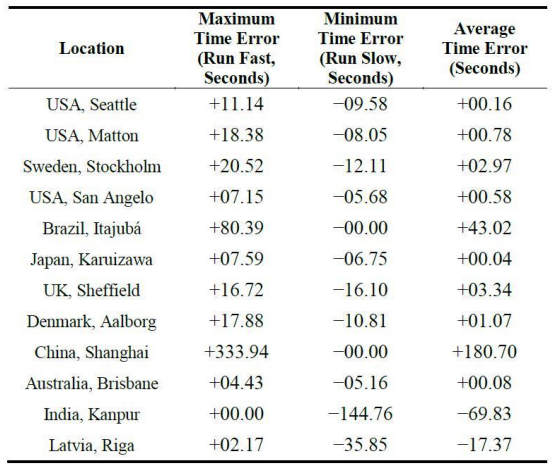 Location Maximum Time Error (Run Fast, Seconds) Minimum Time Error (Run Slow, Seconds) Average Time Error (Seconds)
USA, Seattle +11.14 −09.58 +00.16
USA, Matton +18.38 −08.05 +00.78
Sweden, Stockholm +20.52 −12.11 +02.97
USA, San Angelo +07.15 −05.68 +00.58
Brazil, Itajubá +80.39 −00.00 +43.02
Japan, Karuizawa +07.59 −06.75 +00.04
UK, Sheffield +16.72 −16.10 +03.34
Denmark, Aalborg +17.88 −10.81 +01.07
China, Shanghai +333.94 −00.00 +180.70
Australia, Brisbane +04.43 −05.16 +00.08
India, Kanpur +00.00 −144.76 −69.83
Latvia, Riga +02.17 −35.85 −17.37